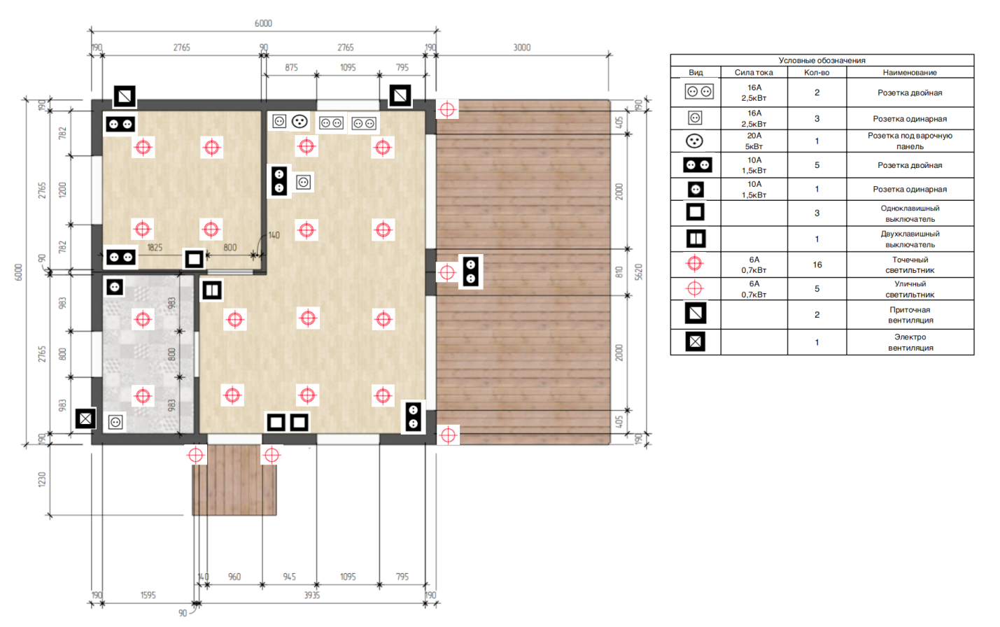 6000
190 2765 90 2765 190 3000
875 1095 795
190
782
2765 1200
782
90
6000
983
2765 800
983
190
1230
1825 800 140
983
800
983
190
405
2000
810 5620
2000
405
190
140 960 945 1095 795
190 1595 3935 190
90
Условные обозначения
Вид Сила тока Кол-во Наименование
16А
2,5кВт
2 Розетка двойная
16А
2,5кВт
3 Розетка одинарная
20А
5кВт
1 Розетка под варочную
панель
10А
1,5кВт
5 Розетка двойная
10А
1,5кВт
1 Розетка одинарная
3 Одноклавишный
выключатель
1 Двухклавишный
выключатель
6А
0,7кВт
16 Точечный
светильтник
6А
0,7кВт
5 Уличный
светильтник
2 Приточная
вентиляция
1 Электро
вентиляция